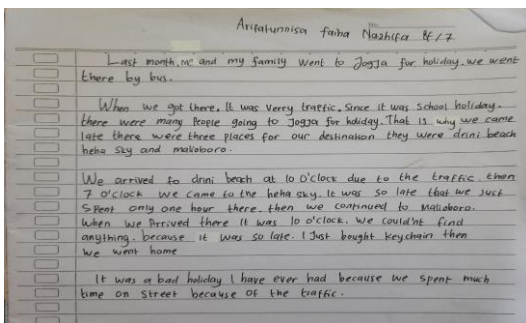 Arifatunnisa faiha Nazhifa 8F/7
Last month, me and my family went to Jogja for holiday. we went
there by bus.
When we got there, It was Verry traffic. Since it was School holiday.
there were many People going to Jogja for holiday. That is why we came
late there were three places for our destination they were drini beach
heha sky and malioboro.
We arrived to drini beach at 10 O'clock due to the traffic. then
7 O'clock we came to the heha sky. It was so late that we Just
Spent only one hour there. then we continued to Malioboro.
When we Arrived there it was 10 o'clock. We could'nt find
anything. because it was so late. I Just bought keychain then
we went home
It was a bad holiday I have ever had because we spent much
time on street because of the traffic.